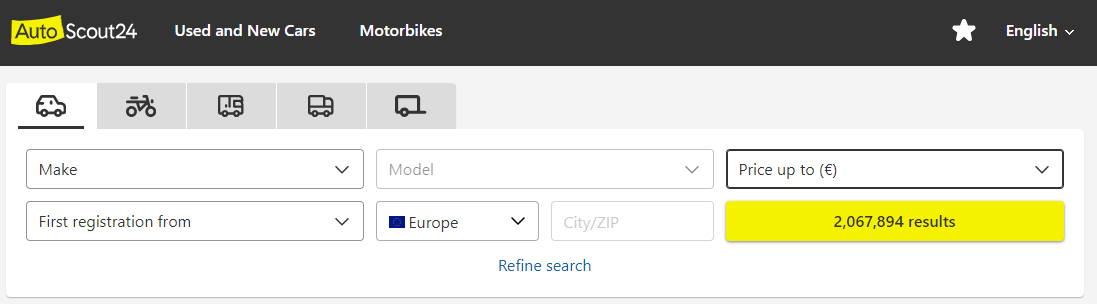 AutoScout24 Used and New Cars Motorbikes English
Make Model Price up to (€)
First registration from Europe City/ZIP 2,067,894 results
Refine search